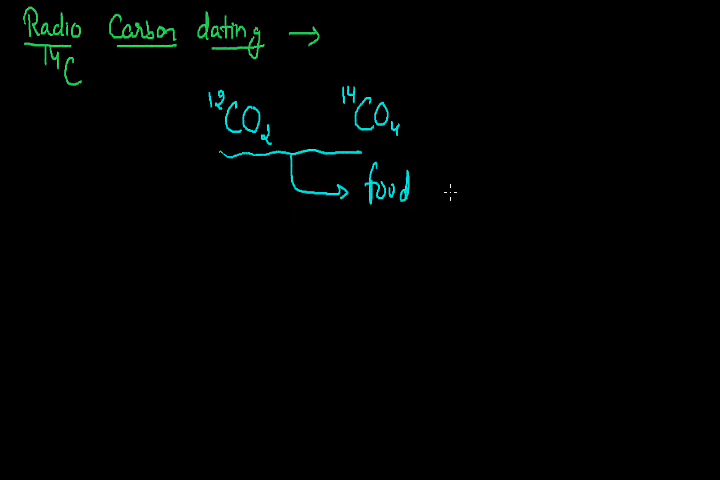 Radio Carbon dating →
¹⁴C
¹²CO₂ ¹⁴CO₄
food